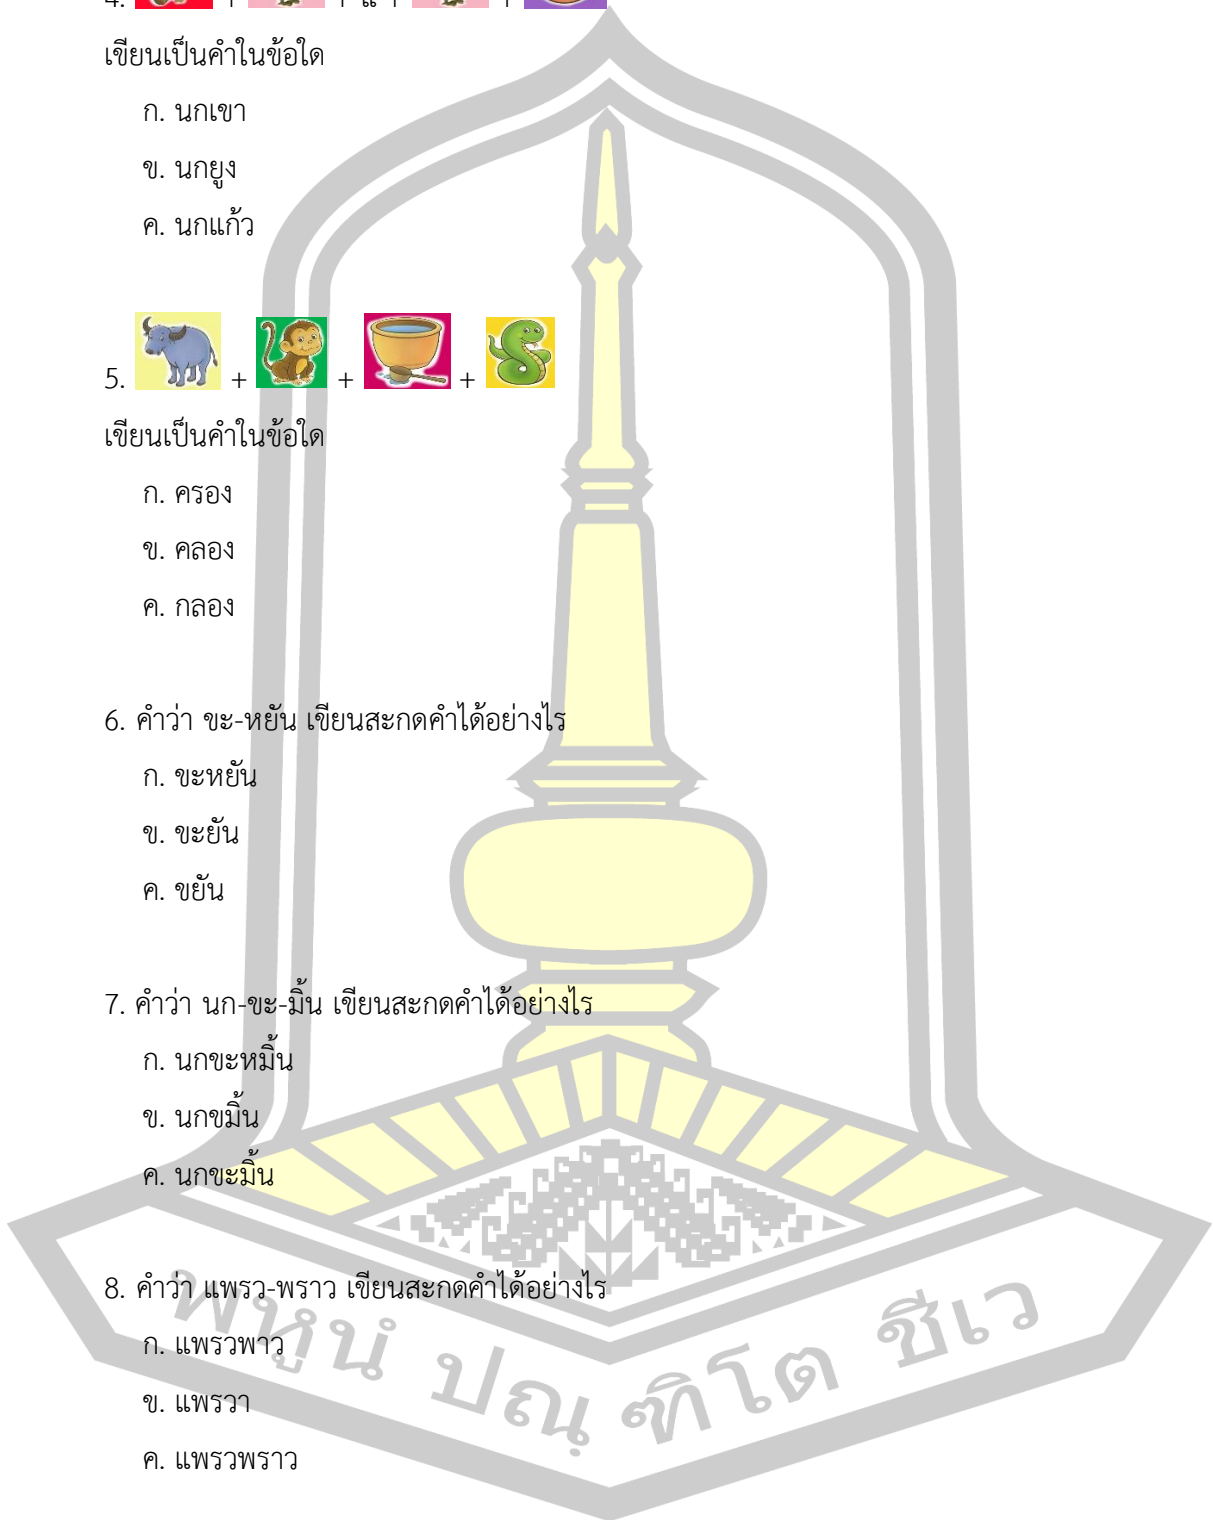 4. + + แ + +
เขียนเป็นคำในข้อใด
ก. นกเขา
ข. นกยูง
ค. นกแก้ว
5. + + +
เขียนเป็นคำในข้อใด
ก. ครอง
ข. คลอง
ค. กลอง
6. คำว่า ขะ-หยัน เขียนสะกดคำได้อย่างไร
ก. ขะหยัน
ข. ขะยัน
ค. ขยัน
7. คำว่า นก-ขะ-มิ้น เขียนสะกดคำได้อย่างไร
ก. นกขะหมิ้น
ข. นกขมิ้น
ค. นกขะมิ้น
8. คำว่า แพรว-พราว เขียนสะกดคำได้อย่างไร
ก. แพรวพาว
ข. แพรวา
ค. แพรวพราว
พหูนํ ปณฺฑิโต ชีเว